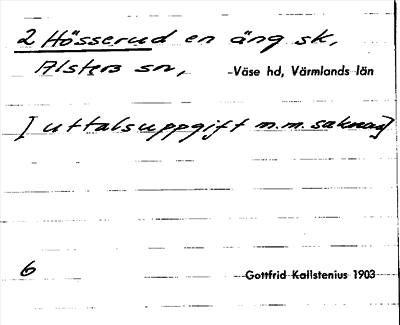 2 Hösserud en äng sk.
Alsters sn, Väse hd, Värmlands län
[uttalsuppgift m.m. saknas]
6
Gottfrid Kallstenius 1903